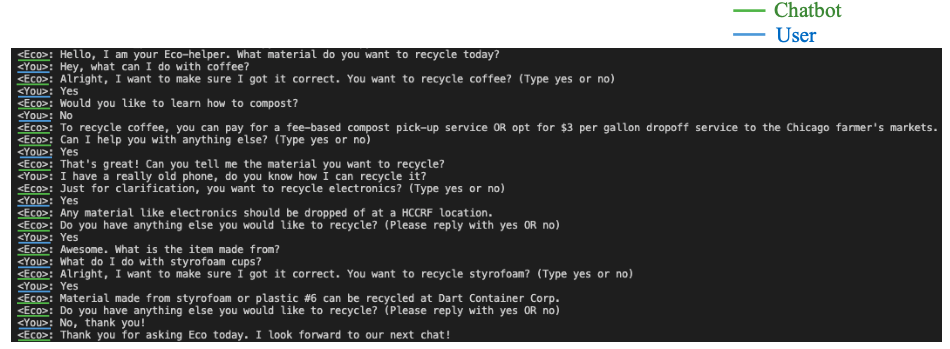 Chatbot
User
<Eco>: Hello, I am your Eco-helper. What material do you want to recycle today?
<You>: Hey, what can I do with coffee?
<Eco>: Alright, I want to make sure I got it correct. You want to recycle coffee? (Type yes or no)
<You>: Yes
<Eco>: Would you like to learn how to compost?
<You>: No
<Eco>: To recycle coffee, you can pay for a fee-based compost pick-up service OR opt for $3 per gallon dropoff service to the Chicago farmer's markets.
<Eco>: Can I help you with anything else? (Type yes or no)
<You>: Yes
<Eco>: That's great! Can you tell me the material you want to recycle?
<You>: I have a really old phone, do you know how I can recycle it?
<Eco>: Just for clarification, you want to recycle electronics? (Type yes or no)
<You>: Yes
<Eco>: Any material like electronics should be dropped of at a HCCRF location.
<Eco>: Do you have anything else you would like to recycle? (Please reply with yes OR no)
<You>: Yes
<Eco>: Awesome. What is the item made from?
<You>: What do I do with styrofoam cups?
<Eco>: Alright, I want to make sure I got it correct. You want to recycle styrofoam? (Type yes or no)
<You>: Yes
<Eco>: Material made from styrofoam or plastic #6 can be recycled at Dart Container Corp.
<Eco>: Do you have anything else you would like to recycle? (Please reply with yes OR no)
<You>: No, thank you!
<Eco>: Thank you for asking Eco today. I look forward to our next chat!